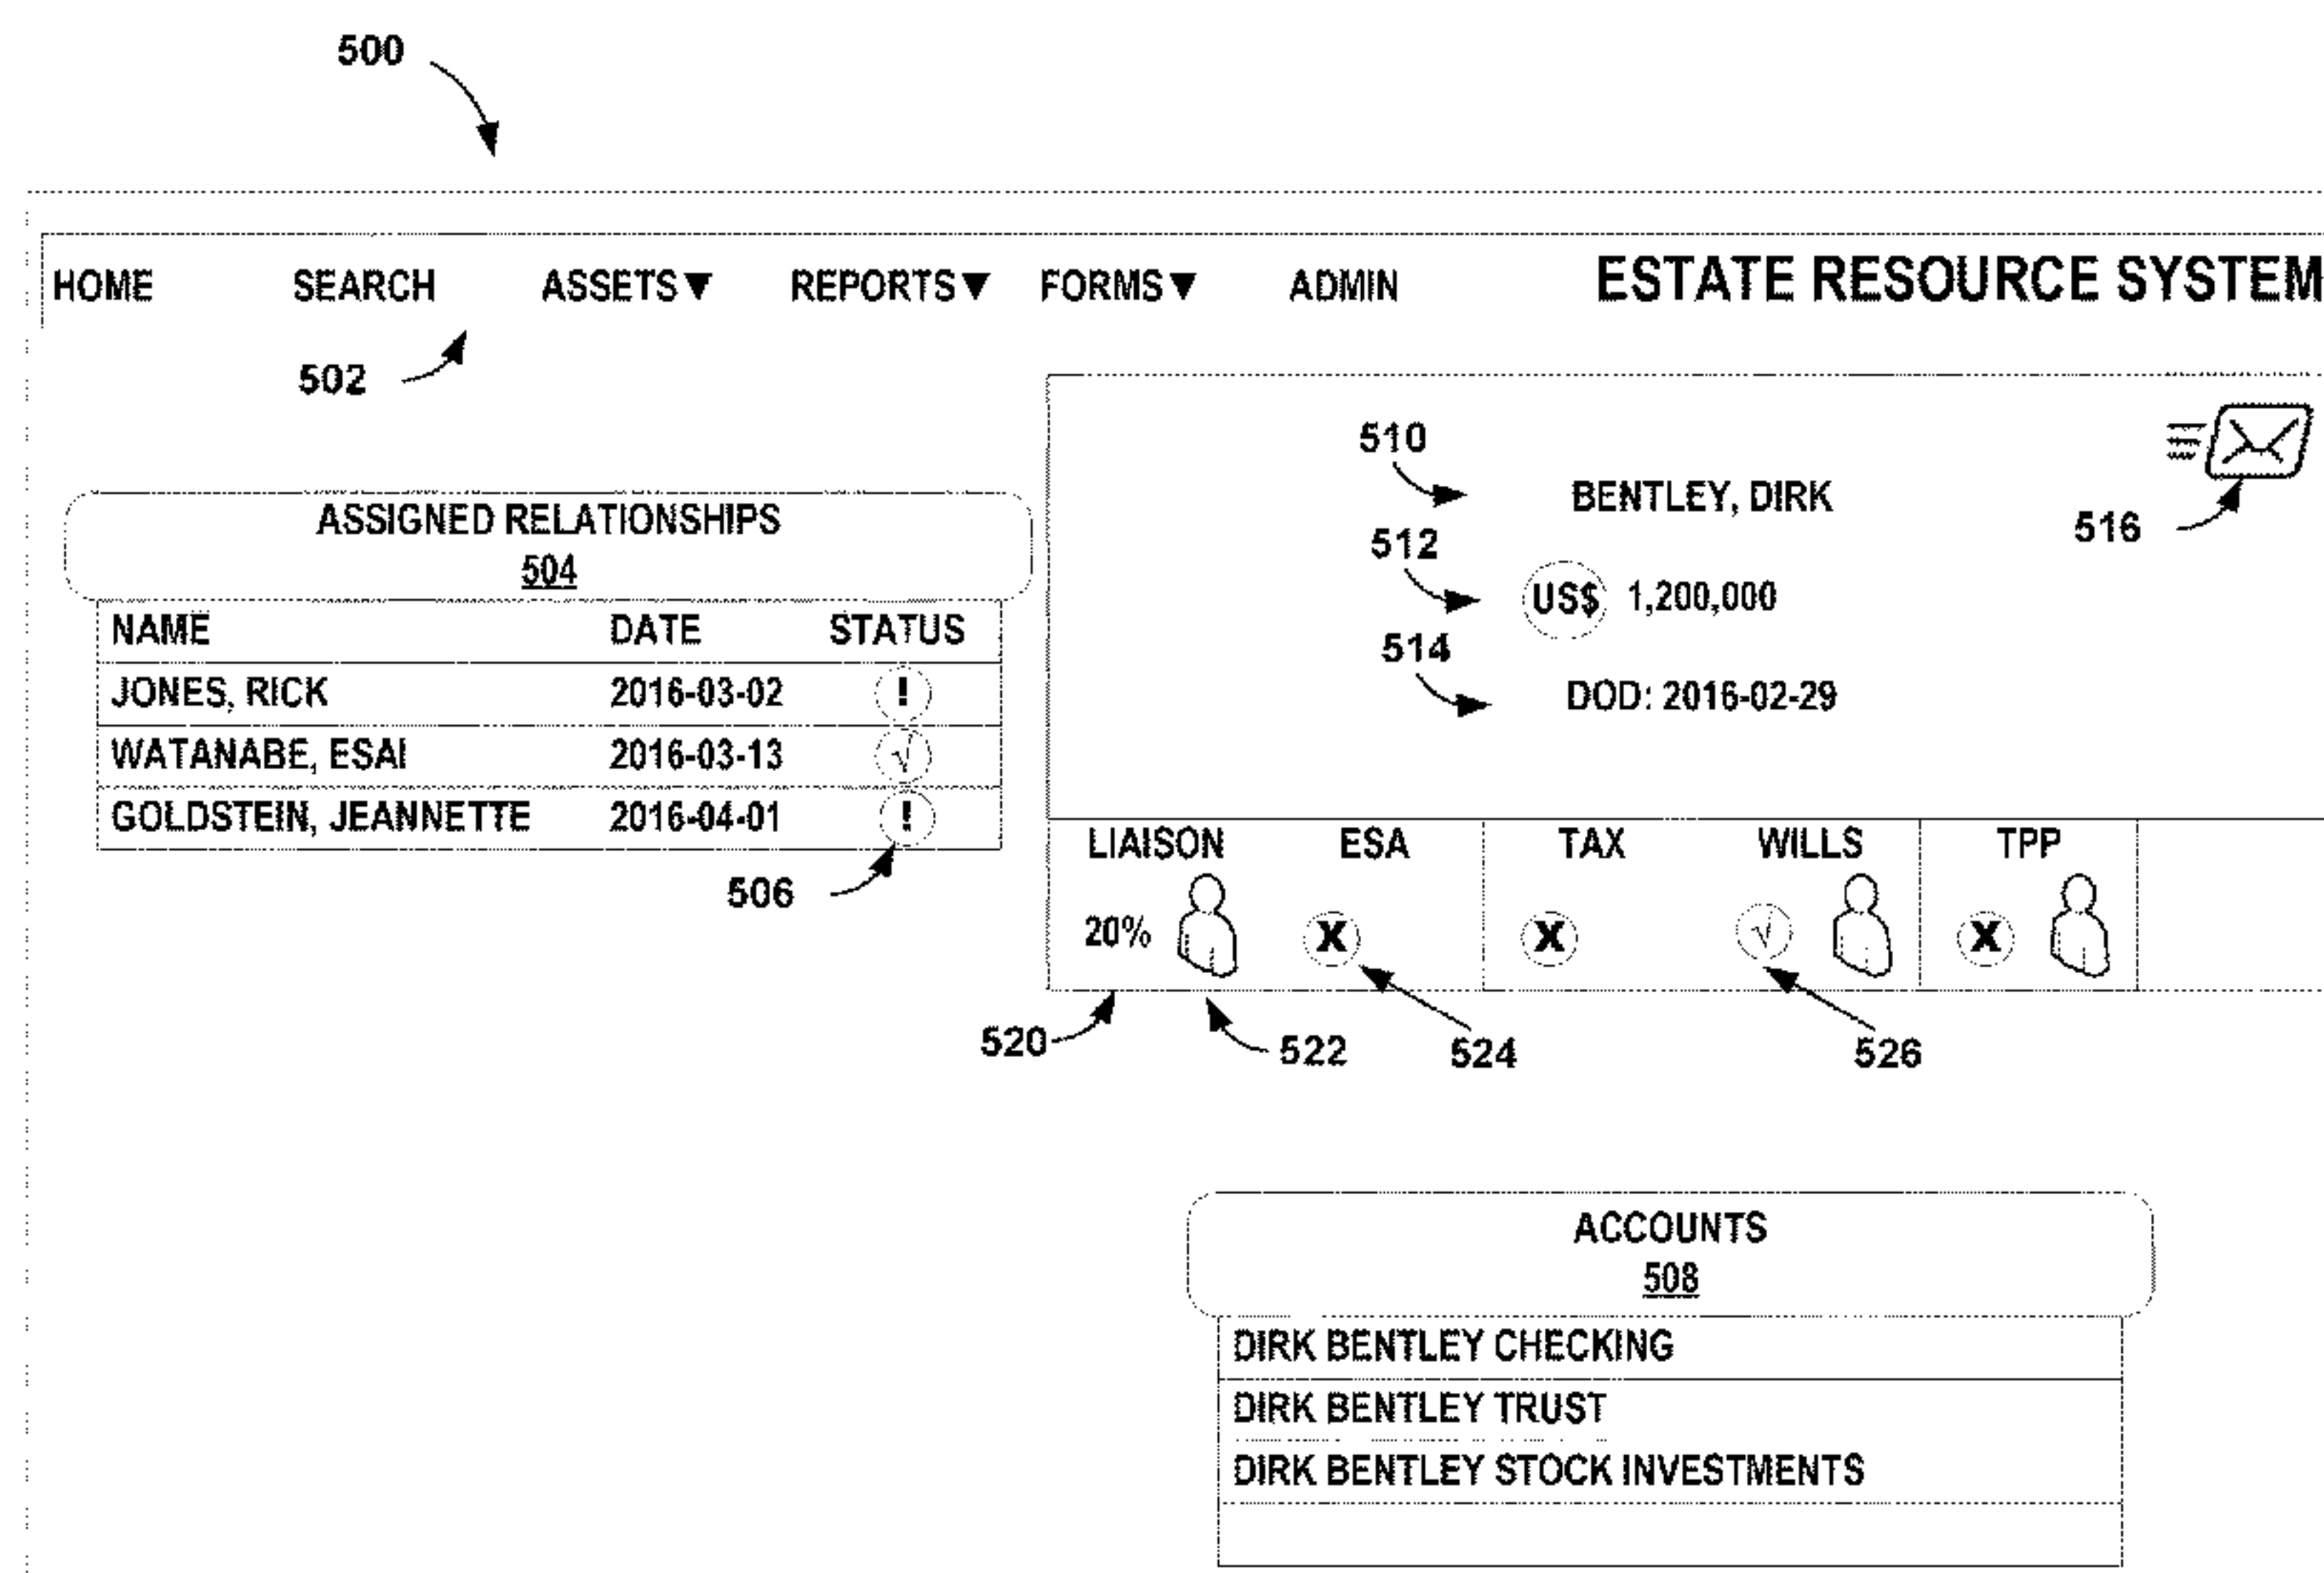 500
HOME SEARCH ASSETS▼ REPORTS▼ FORMS▼ ADMIN ESTATE RESOURCE SYSTEM
502
ASSIGNED RELATIONSHIPS
504
NAME DATE STATUS
JONES, RICK 2016-03-02 !
WATANABE, ESAI 2016-03-13 √
GOLDSTEIN, JEANNETTE 2016-04-01 !
506
510
BENTLEY, DIRK
512
US$ 1,200,000
514
DOD: 2016-02-29
516
LIAISON ESA TAX WILLS TPP
20% X X √ X
520 522 524 526
ACCOUNTS
508
DIRK BENTLEY CHECKING
DIRK BENTLEY TRUST
DIRK BENTLEY STOCK INVESTMENTS